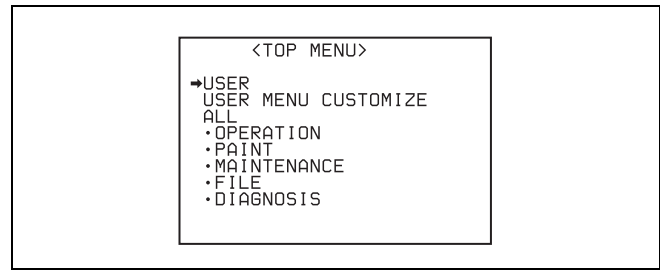 <TOP MENU>
➡USER
USER MENU CUSTOMIZE
ALL
·OPERATION
·PAINT
·MAINTENANCE
·FILE
·DIAGNOSIS